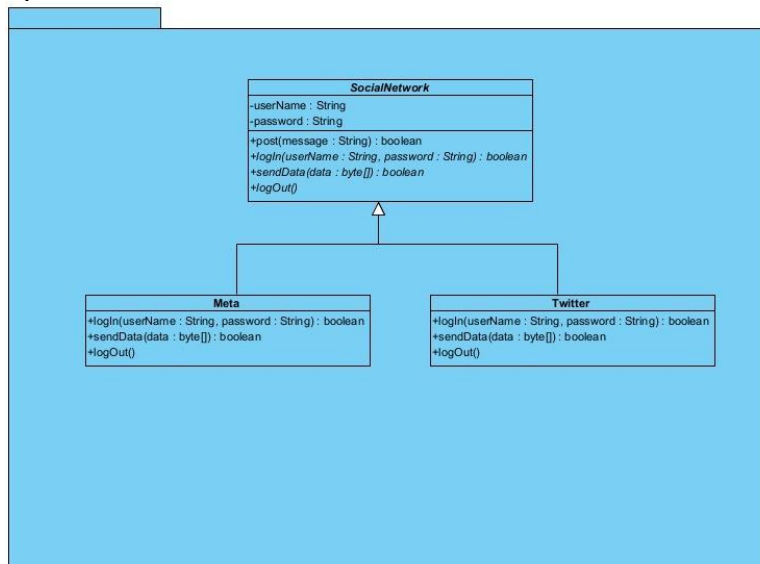 SocialNetwork
-userName : String
-password : String
+post(message : String) : boolean
+logIn(userName : String, password : String) : boolean
+sendData(data : byte[]) : boolean
+logOut()
Meta
+logIn(userName : String, password : String) : boolean
+sendData(data : byte[]) : boolean
+logOut()
Twitter
+logIn(userName : String, password : String) : boolean
+sendData(data : byte[]) : boolean
+logOut()